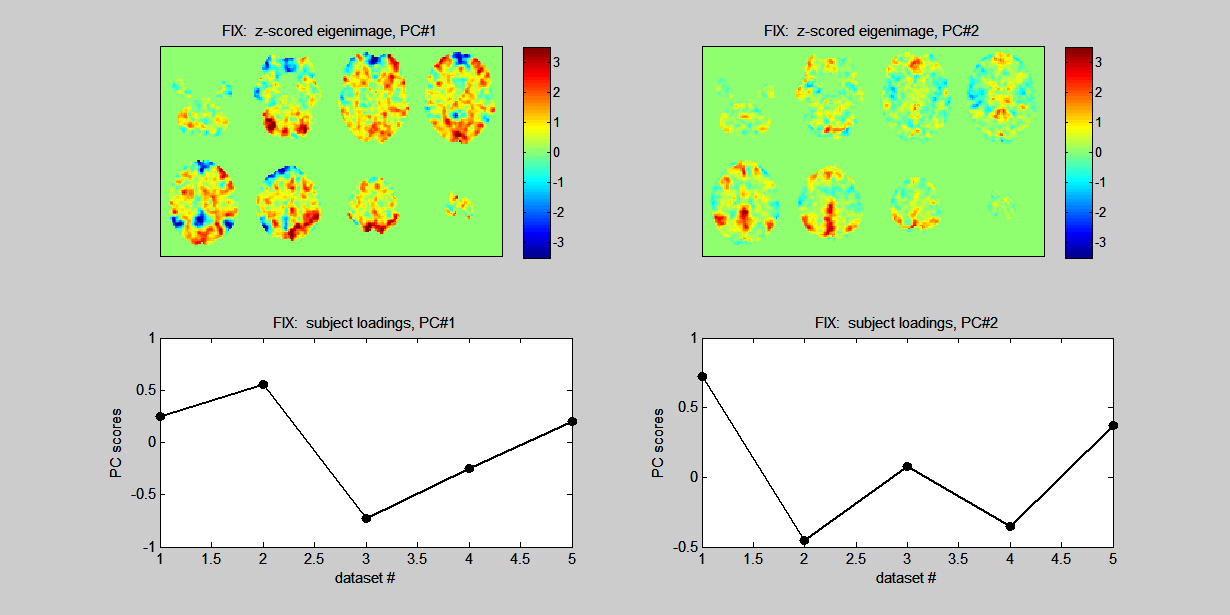 FIX:  z-scored eigenimage, PC#1
3
2
1
0
-1
-2
-3
FIX:  z-scored eigenimage, PC#2
3
2
1
0
-1
-2
-3
FIX:  subject loadings, PC#1
PC scores
1
0.5
0
-0.5
-1
1 1.5 2 2.5 3 3.5 4 4.5 5
dataset #
FIX:  subject loadings, PC#2
PC scores
1
0.5
0
-0.5
1 1.5 2 2.5 3 3.5 4 4.5 5
dataset #